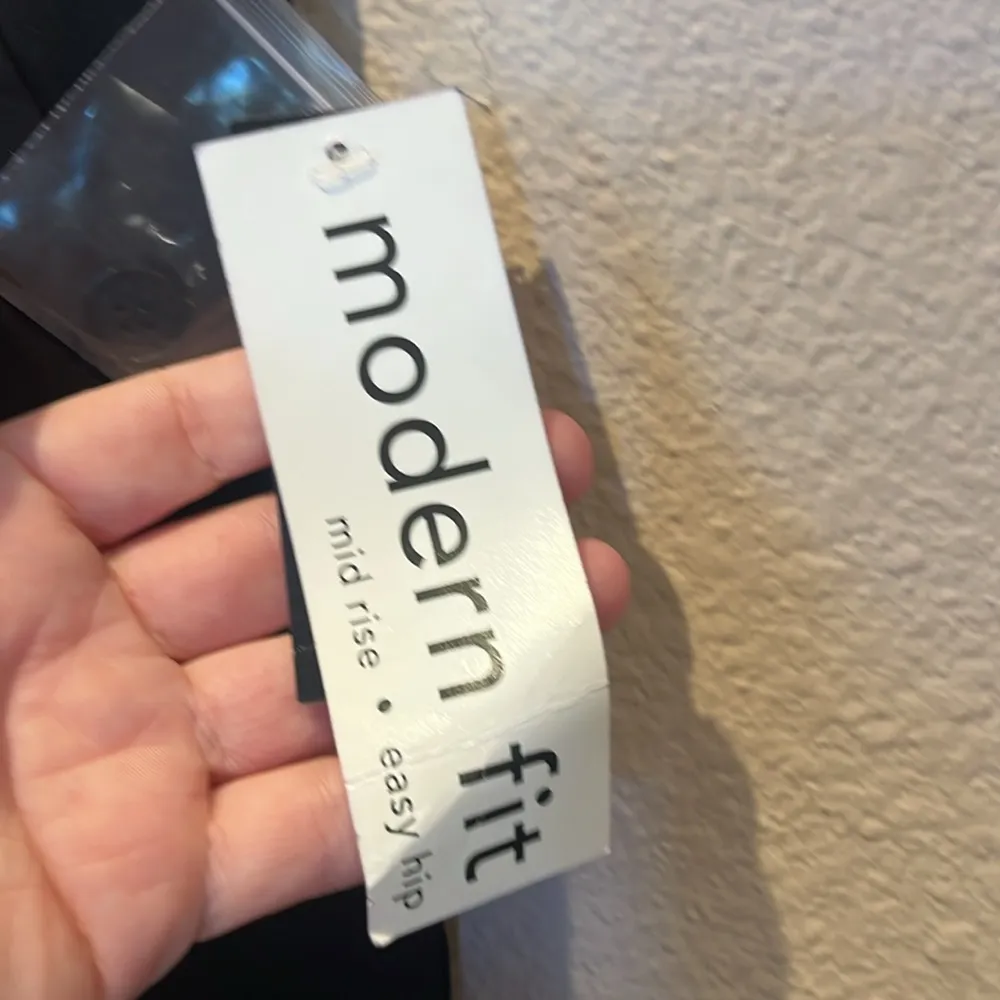 modern fit
mid rise • easy hip